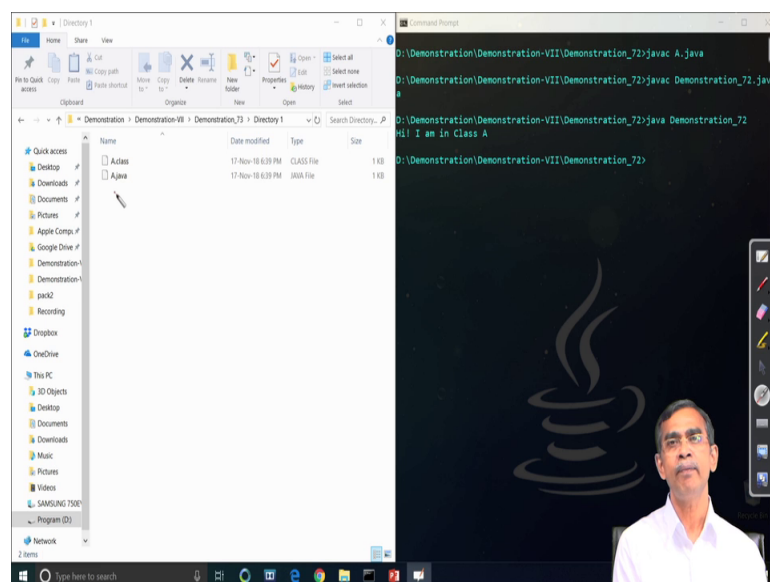 Directory 1
File Home Share View
Pin to Quick access
Copy
Paste
Cut
Copy path
Paste shortcut
Clipboard
Move to
Copy to
Delete
Rename
Organize
New folder
New
Properties
Open
Edit
History
Open
Select all
Select none
Invert selection
Select
« Demonstration › Demonstration-VII › Demonstration_73 › Directory 1
Search Directory...
Name Date modified Type Size
A.class 17-Nov-18 6:39 PM CLASS File 1 KB
A.java 17-Nov-18 6:39 PM JAVA File 1 KB
Quick access
Desktop
Downloads
Documents
Pictures
Apple Compu
Google Drive
Demonstration-V
Demonstration-V
pack2
Recording
Dropbox
OneDrive
This PC
3D Objects
Desktop
Documents
Downloads
Music
Pictures
Videos
SAMSUNG 750EV
Program (D:)
Network
2 items
Command Prompt
D:\Demonstration\Demonstration-VII\Demonstration_72>javac A.java
D:\Demonstration\Demonstration-VII\Demonstration_72>javac Demonstration_72.jav
a
D:\Demonstration\Demonstration-VII\Demonstration_72>java Demonstration_72
Hi! I am in Class A
D:\Demonstration\Demonstration-VII\Demonstration_72>
Recycle Bin
Type here to search